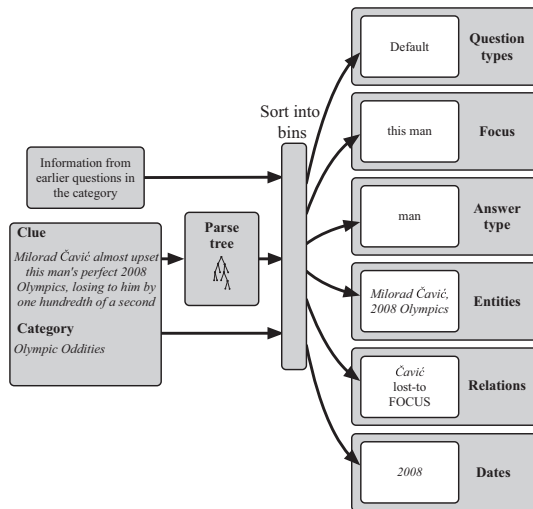 Information from
earlier questions in
the category
Clue
Milorad Čavić almost upset
this man's perfect 2008
Olympics, losing to him by
one hundredth of a second
Category
Olympic Oddities
Parse
tree
Sort into
bins
Default
Question
types
this man
Focus
man
Answer
type
Milorad Čavić,
2008 Olympics
Entities
Čavić
lost-to
FOCUS
Relations
2008
Dates